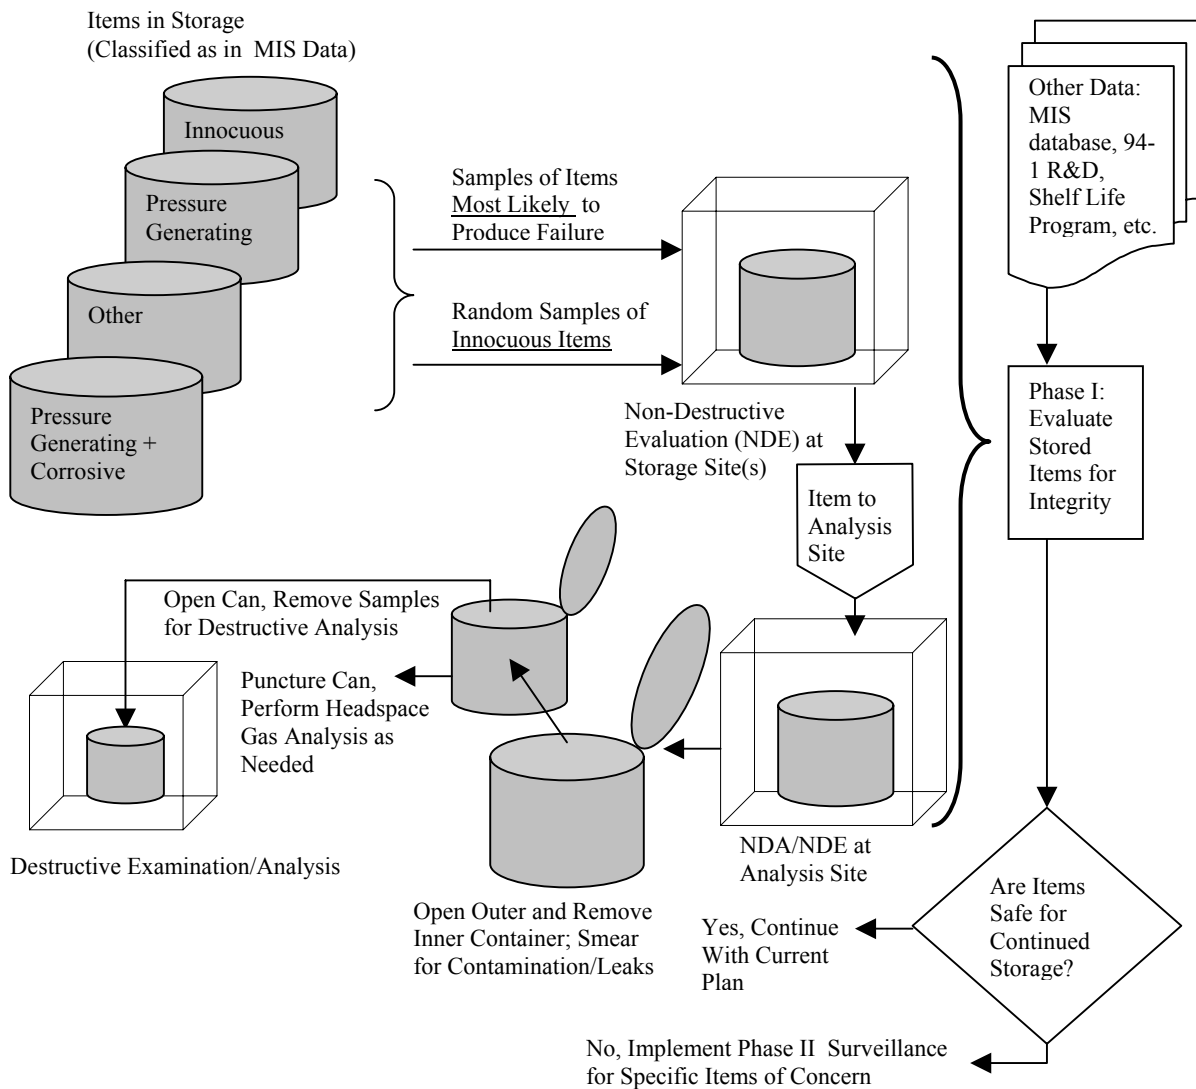 Items in Storage
(Classified as in  MIS Data)
Innocuous
Pressure
Generating
Other
Pressure
Generating +
Corrosive
Samples of Items
Most Likely  to
Produce Failure
Random Samples of
Innocuous Items
Non-Destructive
Evaluation (NDE) at
Storage Site(s)
Item to
Analysis
Site
Other Data:
MIS
database, 94-
1 R&D,
Shelf Life
Program, etc.
Phase I:
Evaluate
Stored
Items for
Integrity
Open Can, Remove Samples
for Destructive Analysis
Puncture Can,
Perform Headspace
Gas Analysis as
Needed
Destructive Examination/Analysis
Open Outer and Remove
Inner Container; Smear
for Contamination/Leaks
NDA/NDE at
Analysis Site
Are Items
Safe for
Continued
Storage?
Yes, Continue
With Current
Plan
No, Implement Phase II  Surveillance
for Specific Items of Concern